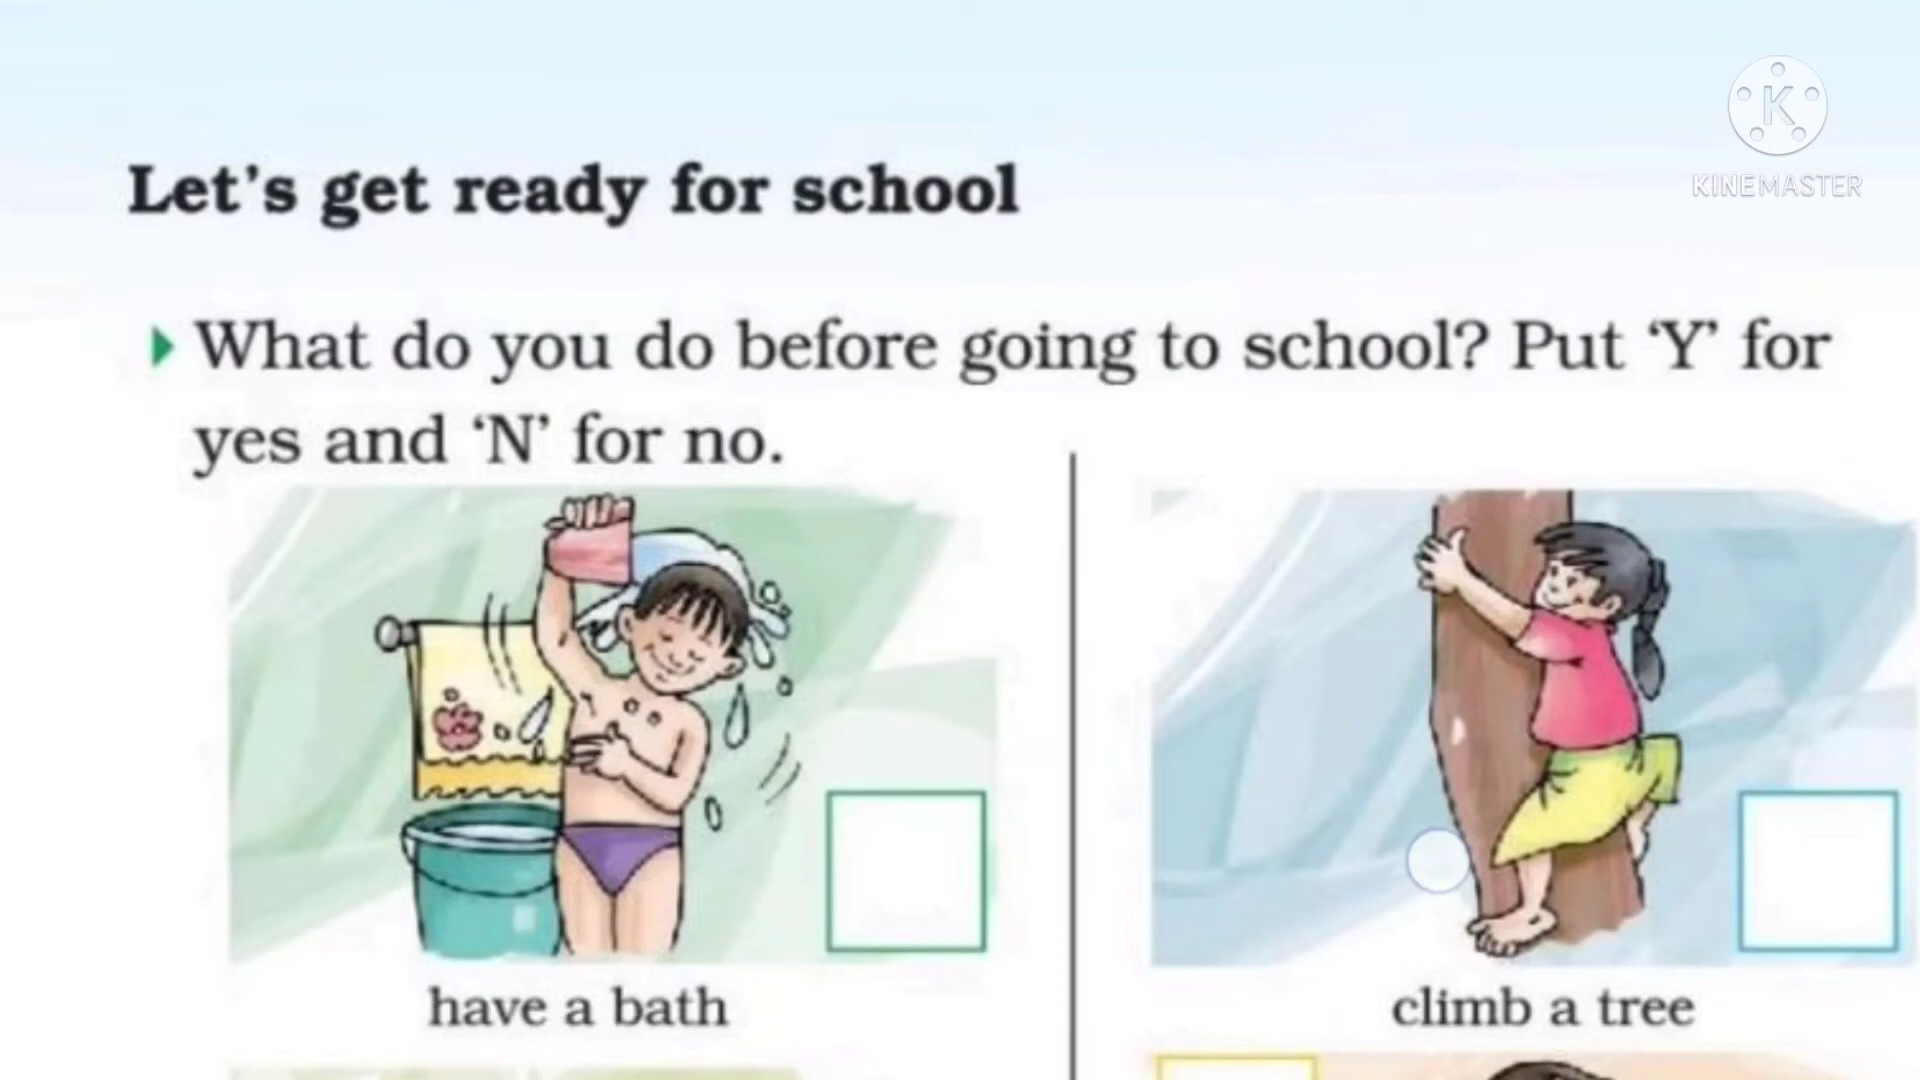 KINEMASTER
Let's get ready for school
What do you do before going to school? Put ‘Y’ for
yes and ‘N’ for no.
have a bath
climb a tree